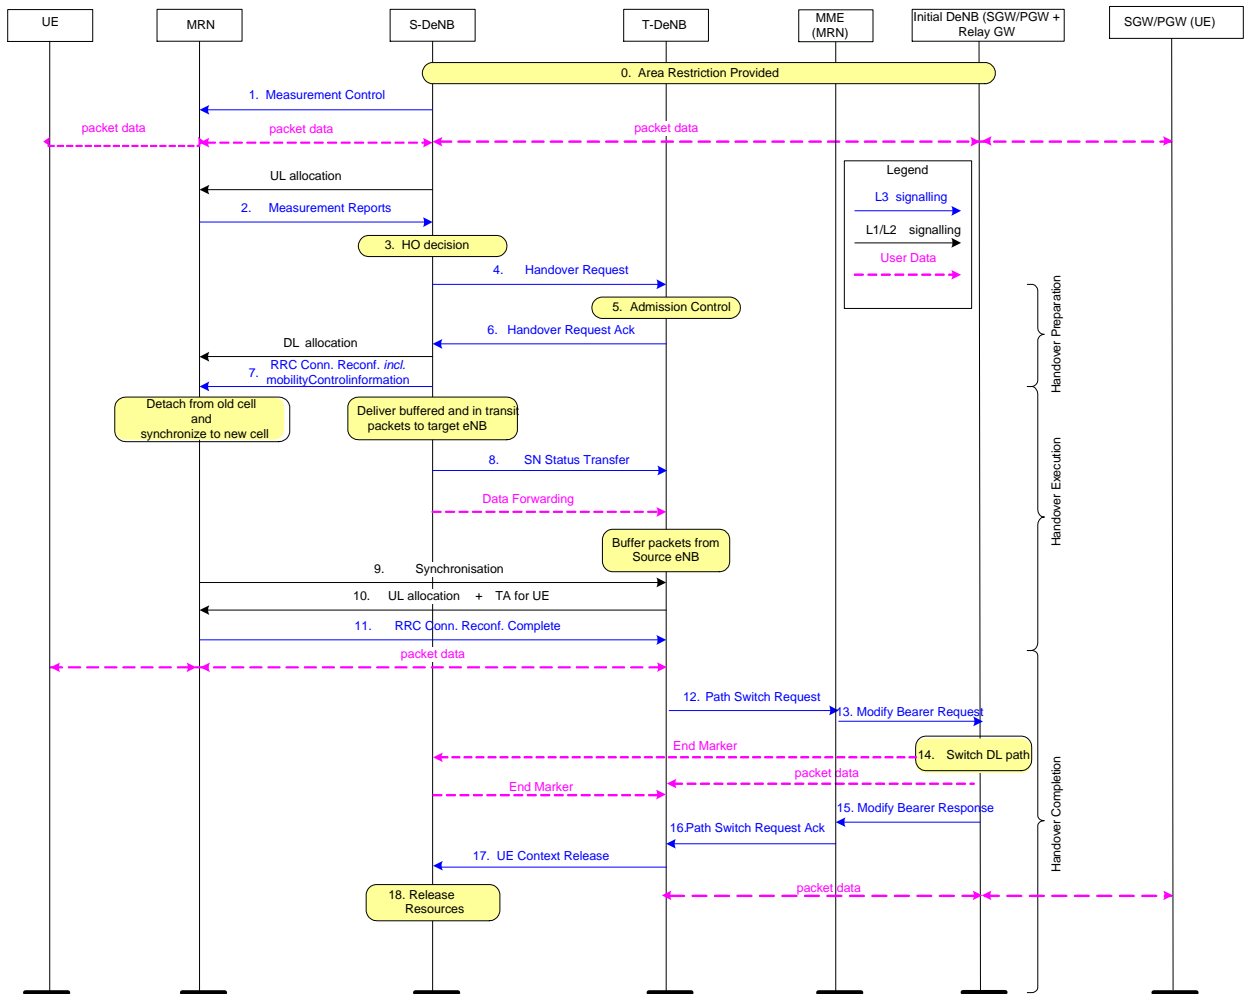 UE
MRN
S-DeNB
T-DeNB
MME
(MRN)
Initial DeNB (SGW/PGW +
Relay GW
SGW/PGW (UE)
0. Area Restriction Provided
1. Measurement Control
packet data
packet data
packet data
Legend
L3 signalling
L1/L2 signalling
User Data
UL allocation
2. Measurement Reports
3. HO decision
4. Handover Request
5. Admission Control
6. Handover Request Ack
DL allocation
7. RRC Conn. Reconf. incl.
mobilityControlinformation
Handover Preparation
Detach from old cell
and
synchronize to new cell
Deliver buffered and in transit
packets to target eNB
8. SN Status Transfer
Data Forwarding
Buffer packets from
Source eNB
9. Synchronisation
10. UL allocation + TA for UE
11. RRC Conn. Reconf. Complete
Handover Execution
packet data
12. Path Switch Request
13. Modify Bearer Request
End Marker
14. Switch DL path
packet data
End Marker
15. Modify Bearer Response
16.Path Switch Request Ack
17. UE Context Release
18. Release
Resources
packet data
Handover Completion